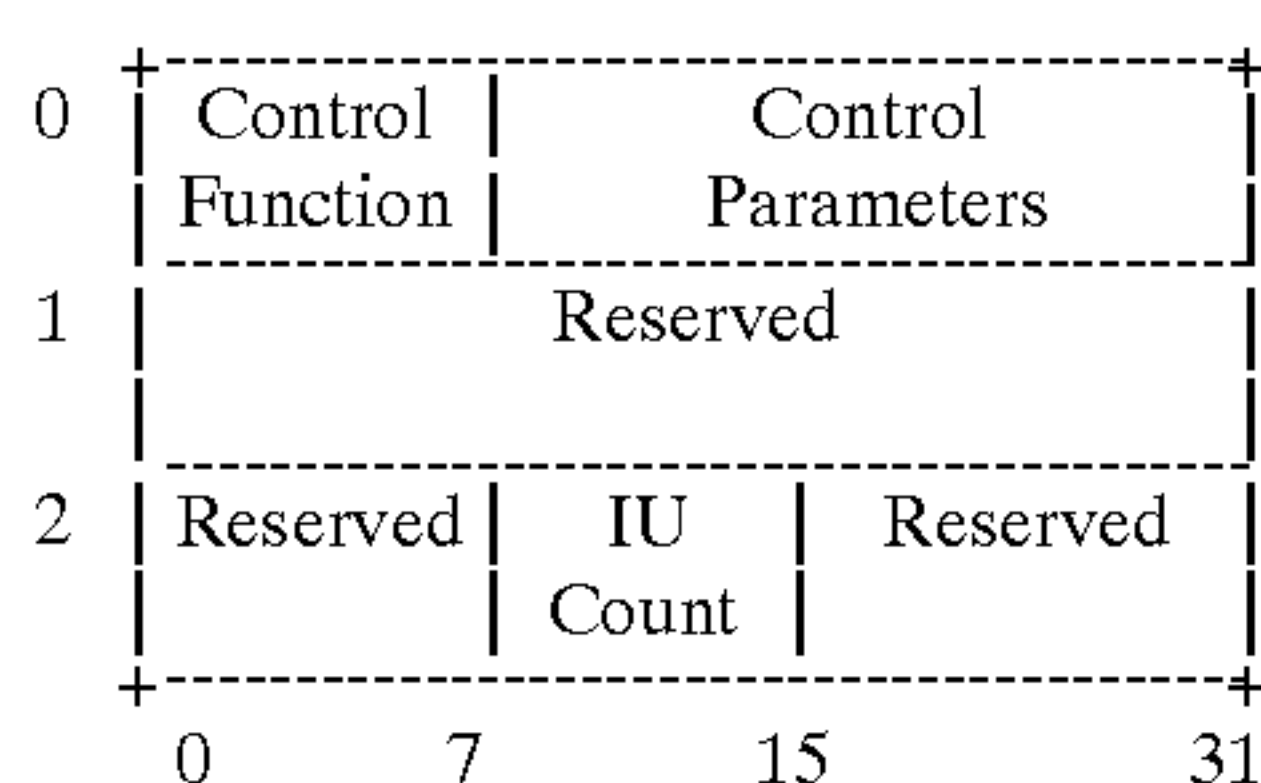 0 Control Control
Function Parameters
1 Reserved
2 Reserved IU Reserved
Count
0 7 15 31